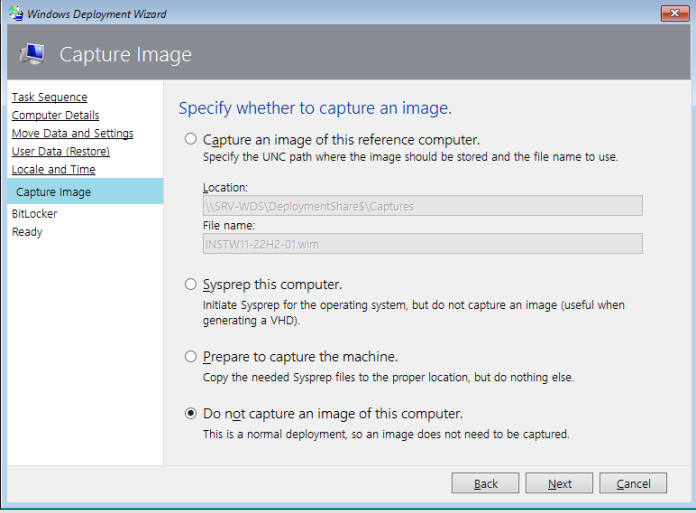 Windows Deployment Wizard
Capture Image
Task Sequence
Computer Details
Move Data and Settings
User Data (Restore)
Locale and Time
Capture Image
BitLocker
Ready
Specify whether to capture an image.
Capture an image of this reference computer.
Specify the UNC path where the image should be stored and the file name to use.
Location:
\\SRV-WDS\DeploymentShare$\Captures
File name:
INSTW11-22H2-01.wim
Sysprep this computer.
Initiate Sysprep for the operating system, but do not capture an image (useful when
generating a VHD).
Prepare to capture the machine.
Copy the needed Sysprep files to the proper location, but do nothing else.
Do not capture an image of this computer.
This is a normal deployment, so an image does not need to be captured.
Back Next Cancel